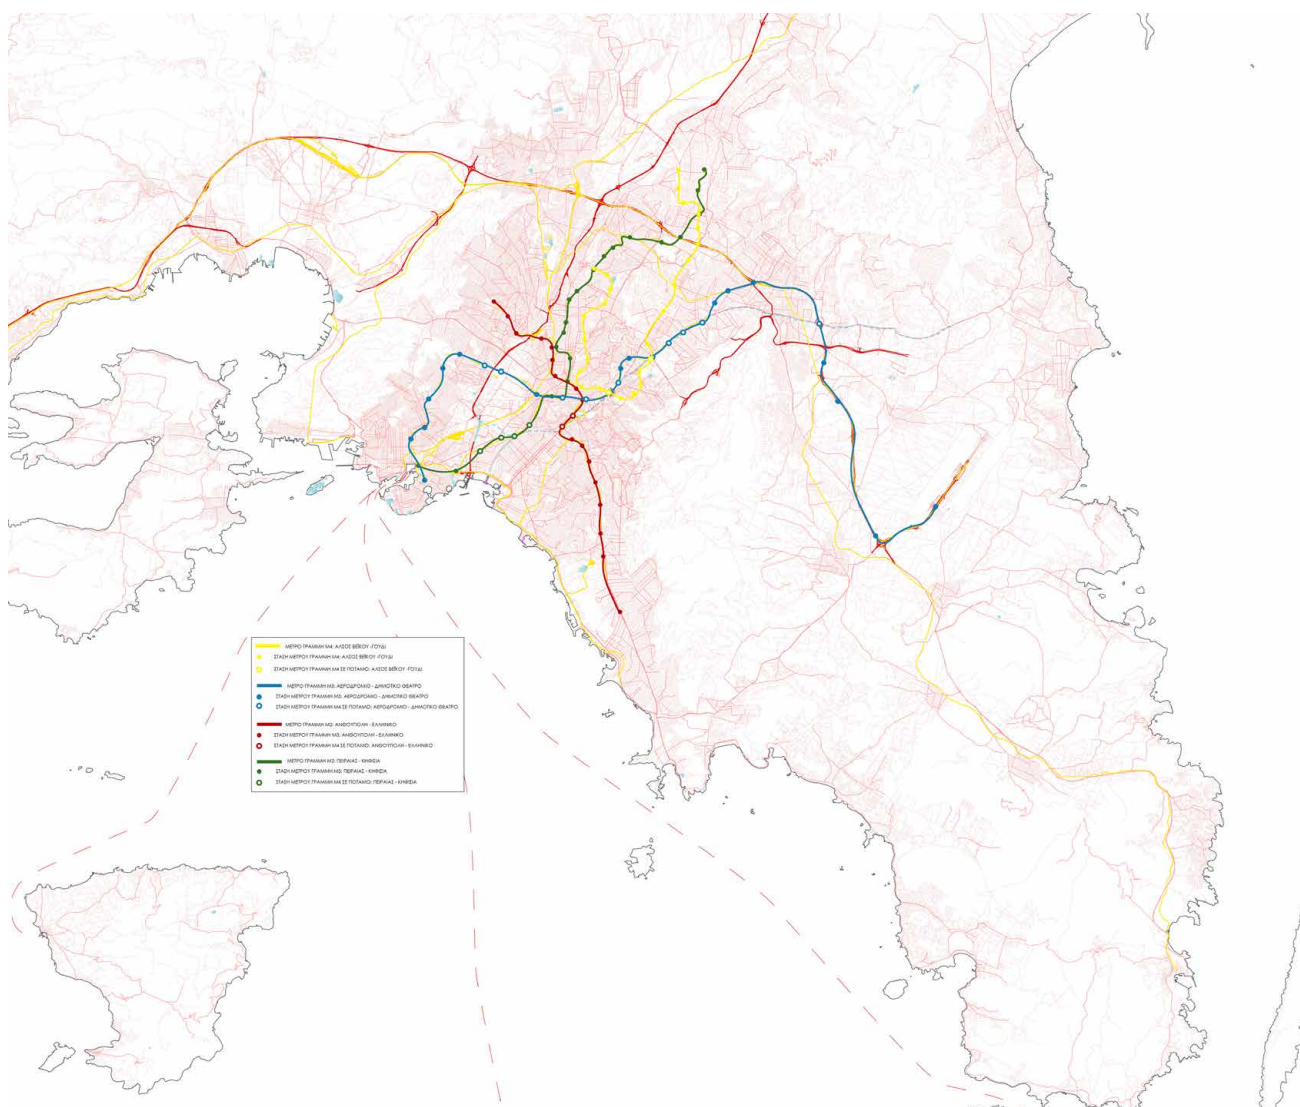 ΜΕΤΡΟ ΓΡΑΜΜΗ Μ4: ΑΛΣΟΣ ΒΕΪΚΟΥ -ΓΟΥΔΙ
ΣΤΑΣΗ ΜΕΤΡΟΥ ΓΡΑΜΜΗ Μ4: ΑΛΣΟΣ ΒΕΪΚΟΥ -ΓΟΥΔΙ
ΣΤΑΣΗ ΜΕΤΡΟΥ ΓΡΑΜΜΗ Μ4 ΣΕ ΠΟΤΑΜΟ: ΑΛΣΟΣ ΒΕΪΚΟΥ -ΓΟΥΔΙ
ΜΕΤΡΟ ΓΡΑΜΜΗ Μ3: ΑΕΡΟΔΡΟΜΙΟ - ΔΗΜΟΤΙΚΟ ΘΕΑΤΡΟ
ΣΤΑΣΗ ΜΕΤΡΟΥ ΓΡΑΜΜΗ Μ3: ΑΕΡΟΔΡΟΜΙΟ - ΔΗΜΟΤΙΚΟ ΘΕΑΤΡΟ
ΣΤΑΣΗ ΜΕΤΡΟΥ ΓΡΑΜΜΗ Μ4 ΣΕ ΠΟΤΑΜΟ: ΑΕΡΟΔΡΟΜΙΟ - ΔΗΜΟΤΙΚΟ ΘΕΑΤΡΟ
ΜΕΤΡΟ ΓΡΑΜΜΗ Μ2: ΑΝΘΟΥΠΟΛΗ - ΕΛΛΗΝΙΚΟ
ΣΤΑΣΗ ΜΕΤΡΟΥ ΓΡΑΜΜΗ Μ3: ΑΝΘΟΥΠΟΛΗ - ΕΛΛΗΝΙΚΟ
ΣΤΑΣΗ ΜΕΤΡΟΥ ΓΡΑΜΜΗ Μ4 ΣΕ ΠΟΤΑΜΟ: ΑΝΘΟΥΠΟΛΗ - ΕΛΛΗΝΙΚΟ
ΜΕΤΡΟ ΓΡΑΜΜΗ Μ2: ΠΕΙΡΑΙΑΣ - ΚΗΦΙΣΙΑ
ΣΤΑΣΗ ΜΕΤΡΟΥ ΓΡΑΜΜΗ Μ3: ΠΕΙΡΑΙΑΣ - ΚΗΦΙΣΙΑ
ΣΤΑΣΗ ΜΕΤΡΟΥ ΓΡΑΜΜΗ Μ4 ΣΕ ΠΟΤΑΜΟ: ΠΕΙΡΑΙΑΣ - ΚΗΦΙΣΙΑ